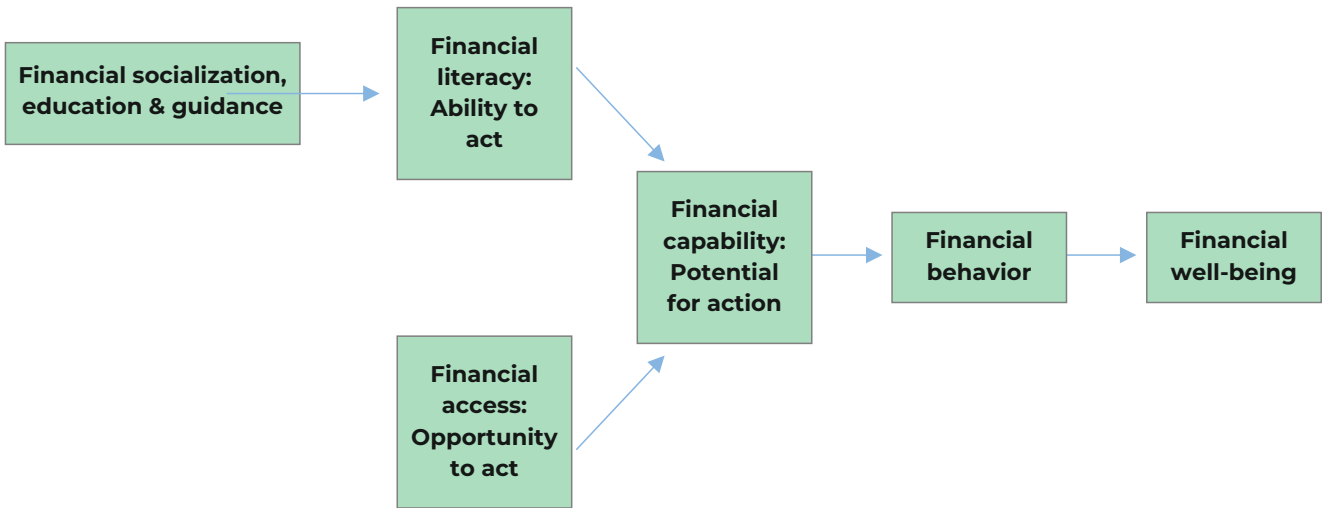 Financial socialization,
education & guidance
Financial
literacy:
Ability to
act
Financial
access:
Opportunity
to act
Financial
capability:
Potential
for action
Financial
behavior
Financial
well-being